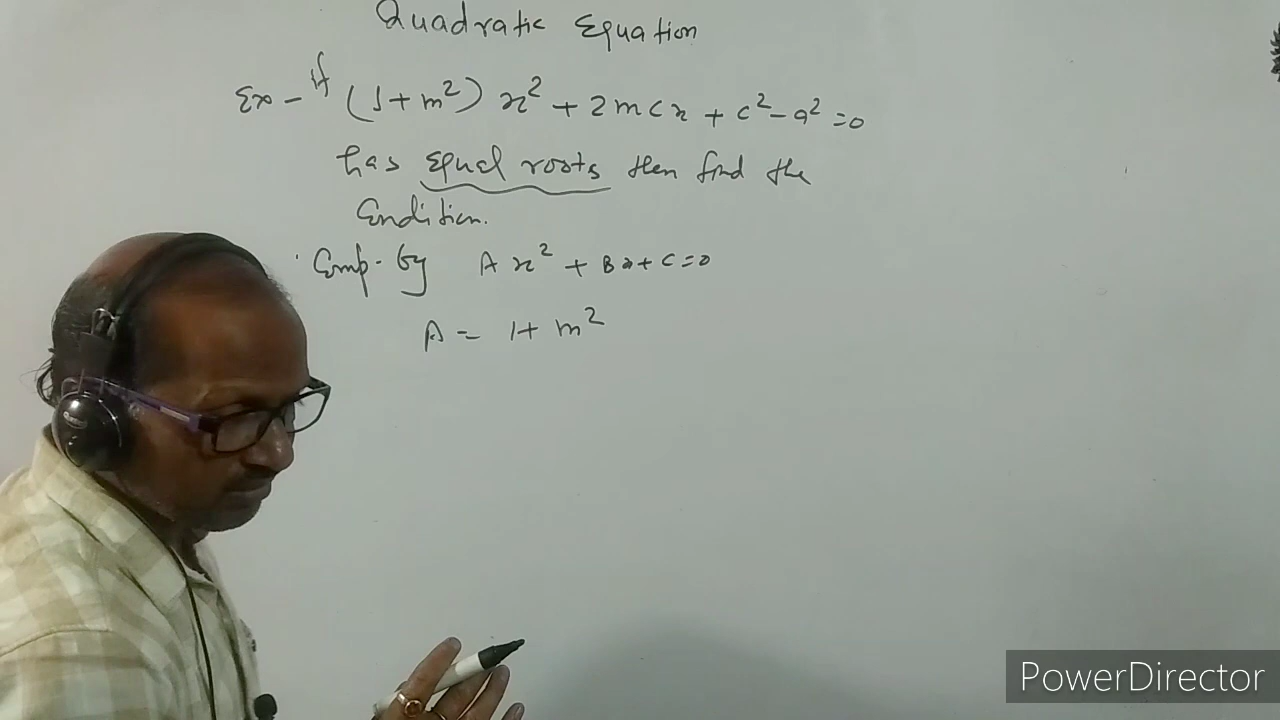 Quadratic Equation
Ex - If (1+m²) x² + 2mcx + c² - a² = 0
has equal roots then find the
Condition.
Comp. by Ax² + Bx + C = 0
A = 1 + m²
PowerDirector